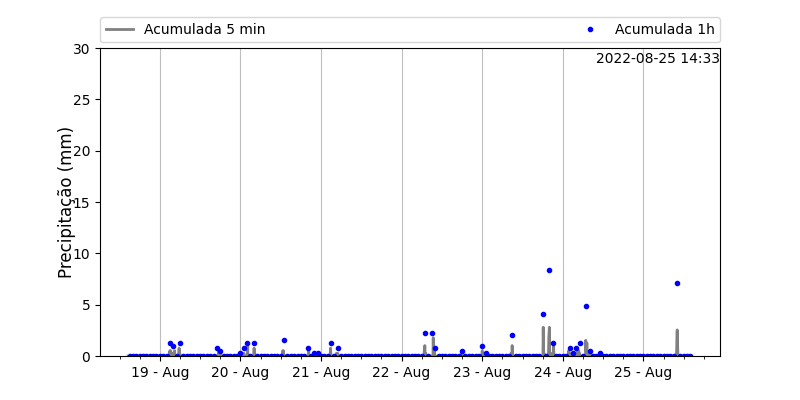 Acumulada 5 min Acumulada 1h
2022-08-25 14:33
Precipitação (mm)
30
25
20
15
10
5
0
19 - Aug 20 - Aug 21 - Aug 22 - Aug 23 - Aug 24 - Aug 25 - Aug